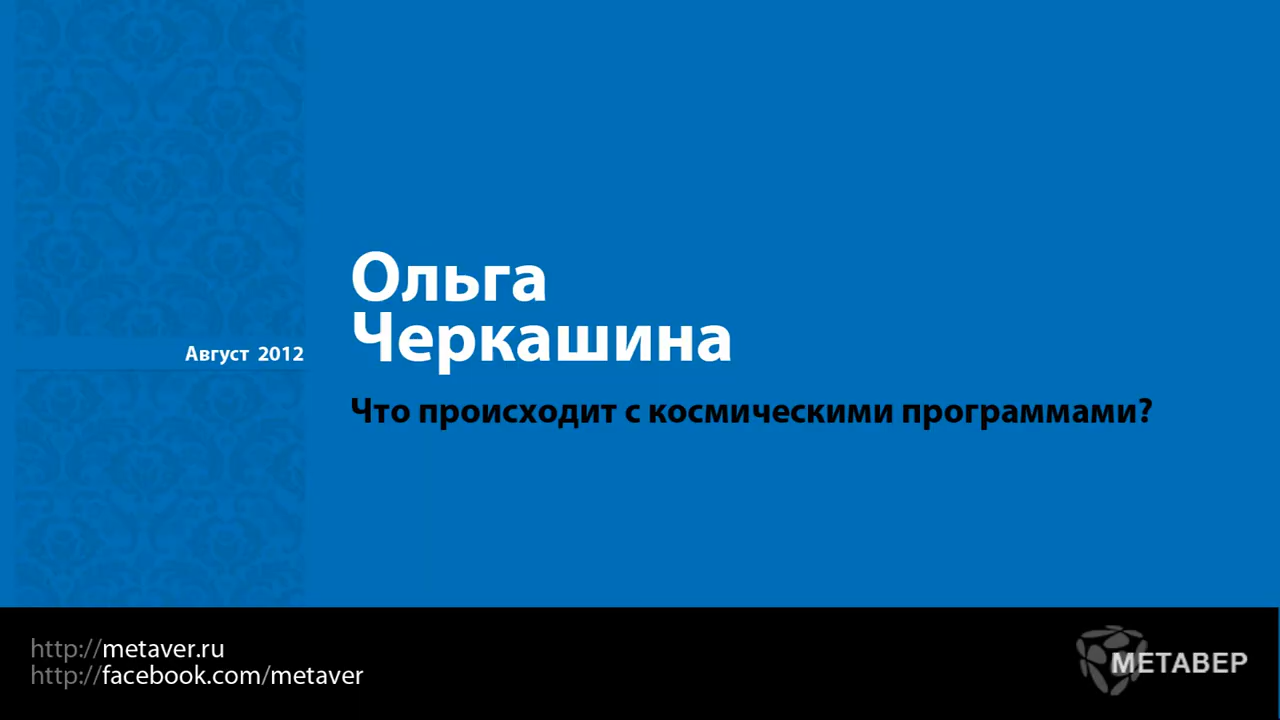 Август 2012
Ольга
Черкашина
Что происходит с космическими программами?
http://metaver.ru
http://facebook.com/metaver
МЕТАВЕР